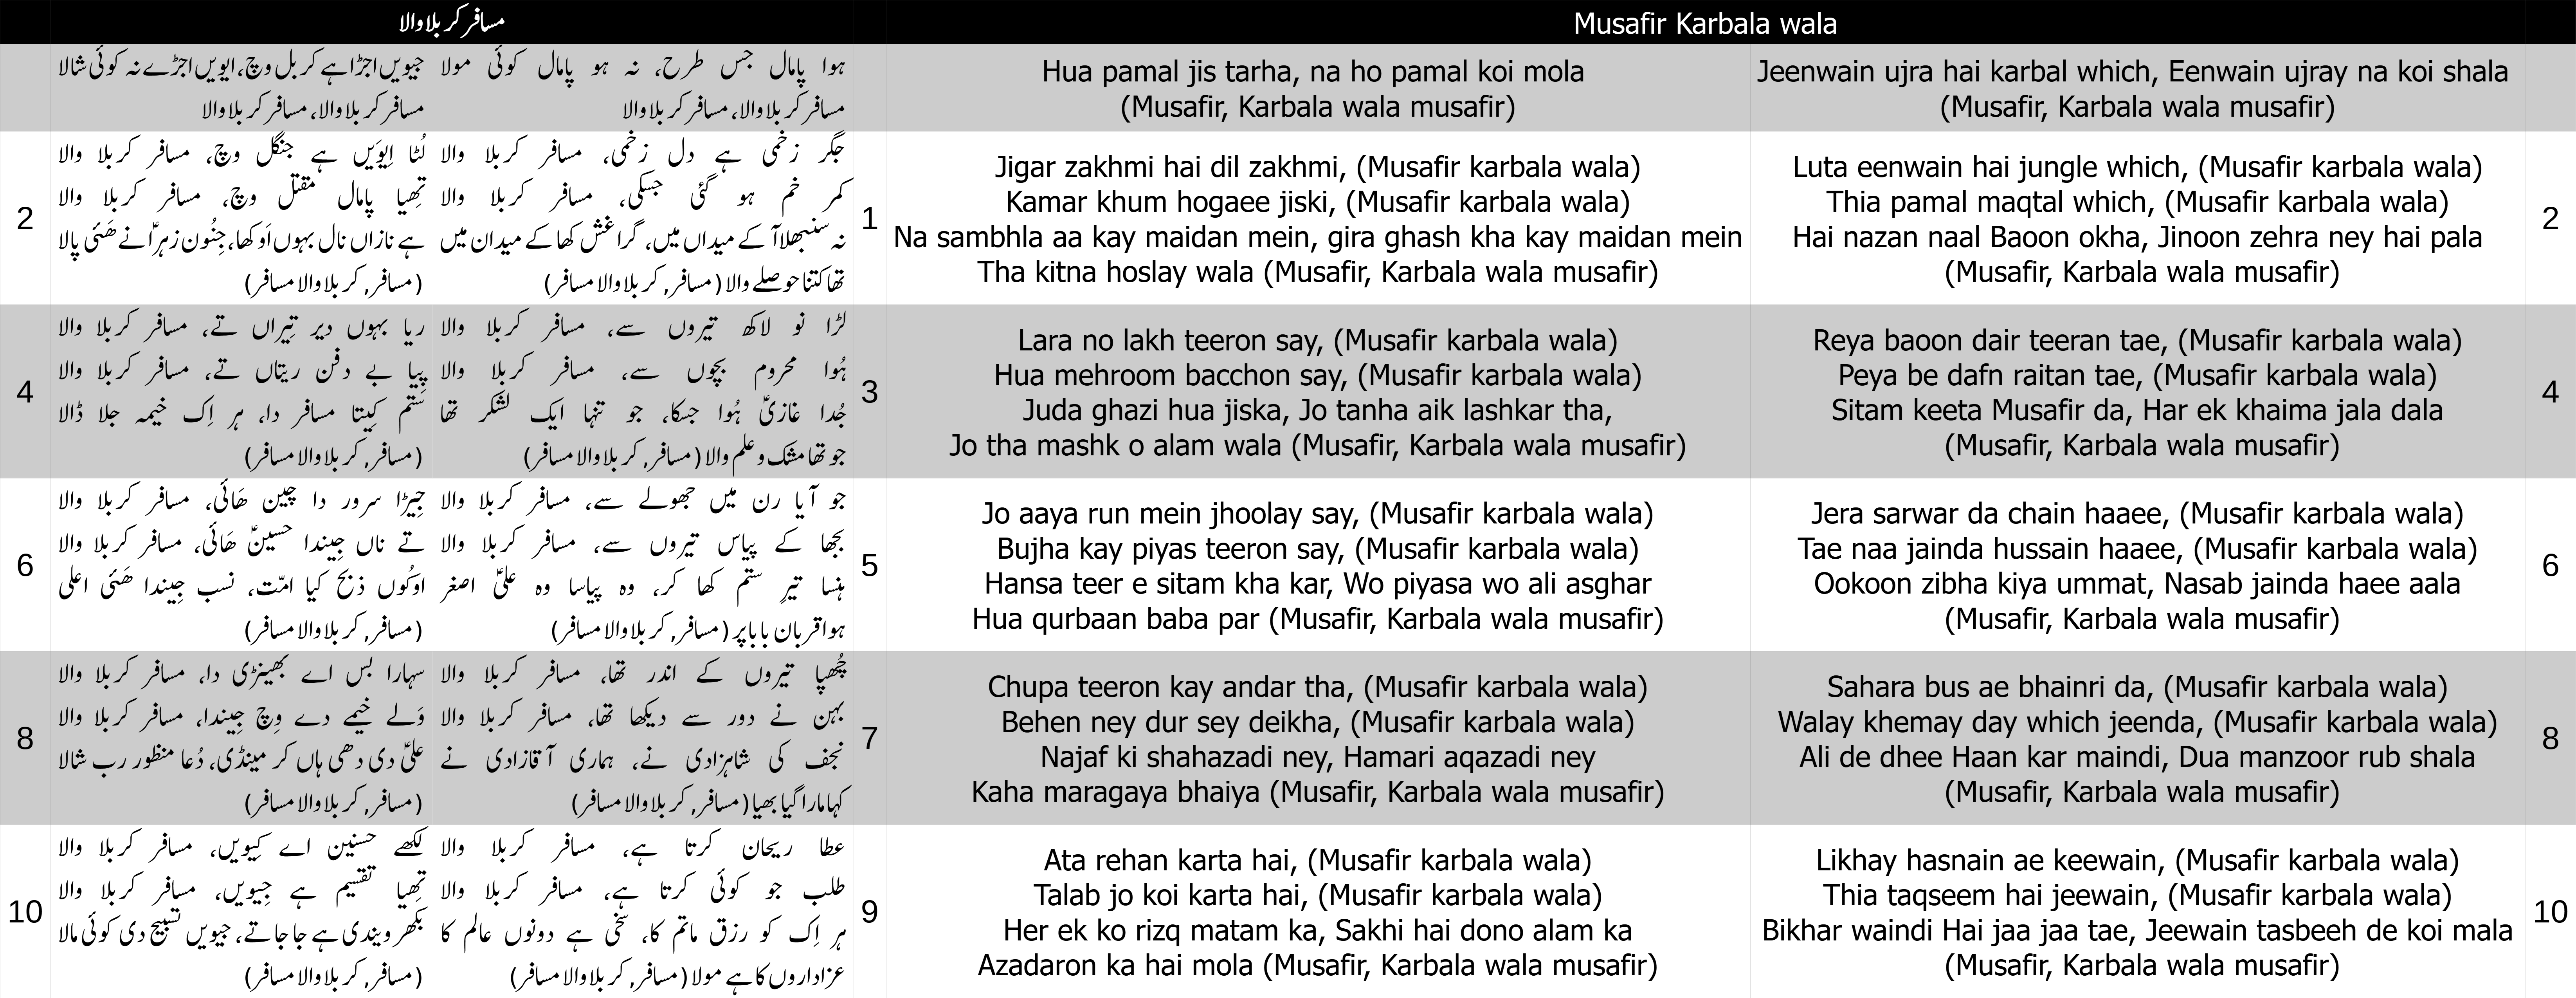 مسافر کربلا والا
Musafir Karbala wala
ہوا پامال جس طرح، نہ ہو پامال کوئی مولا
مسافر کربلا والا، مسافر کربلا والا
جیویں اجڑا ہے کربل وچ، ایویں اجڑے نہ کوئی شالا
مسافر کربلا والا، مسافر کربلا والا
Hua pamal jis tarha, na ho pamal koi mola
(Musafir, Karbala wala musafir)
Jeenwain ujra hai karbal which, Eenwain ujray na koi shala
(Musafir, Karbala wala musafir)
1
جگر زخمی ہے دل زخمی، مسافر کربلا والا
کمر خم ہو گئی جسکی، مسافر کربلا والا
نہ سنبھلا آ کے میداں میں، گرا غش کھا کے میدان میں
تھا کتنا حوصلے والا (مسافر, کربلا والا مسافر)
2
لُٹا اِیوَیں ہے جنگل وچ، مسافر کربلا والا
تِھیا پامال مقتل وچ، مسافر کربلا والا
ہے نازاں نال بہوں اَوکھا، جِنُون زہرؑا نے ھَئی پالا
(مسافر, کربلا والا مسافر)
1
Jigar zakhmi hai dil zakhmi, (Musafir karbala wala)
Kamar khum hogaee jiski, (Musafir karbala wala)
Na sambhla aa kay maidan mein, gira ghash kha kay maidan mein
Tha kitna hoslay wala (Musafir, Karbala wala musafir)
2
Luta eenwain hai jungle which, (Musafir karbala wala)
Thia pamal maqtal which, (Musafir karbala wala)
Hai nazan naal Baoon okha, Jinoon zehra ney hai pala
(Musafir, Karbala wala musafir)
3
لڑا نو لاکھ تیروں سے، مسافر کربلا والا
ہُوا محروم بچوں سے، مسافر کربلا والا
جُدا غازیؑ ہُوا جسکا، جو تنہا ایک لشکر تھا
جو تھا مشک و علم والا (مسافر, کربلا والا مسافر)
4
ریا بہوں دیر تِیراں تے، مسافر کربلا والا
پِیا بے دفن ریتاں تے، مسافر کربلا والا
ستم کِیتا مسافر دا، ہر اِک خیمہ جلا ڈالا
(مسافر, کربلا والا مسافر)
Lara no lakh teeron say, (Musafir karbala wala)
Hua mehroom bacchon say, (Musafir karbala wala)
Juda ghazi hua jiska, Jo tanha aik lashkar tha,
Jo tha mashk o alam wala (Musafir, Karbala wala musafir)
4
Reya baoon dair teeran tae, (Musafir karbala wala)
Peya be dafn raitan tae, (Musafir karbala wala)
Sitam keeta Musafir da, Har ek khaima jala dala
(Musafir, Karbala wala musafir)
5
جو آیا رن میں جھولے سے، مسافر کربلا والا
بجھا کے پیاس تیروں سے، مسافر کربلا والا
ہنسا تیرِ ستم کھا کر، وہ پیاسا وہ علیؑ اصغر
ہوا قربان بابا پر (مسافر, کربلا والا مسافر)
6
جِیڑا سرور دا چین ھَائی، مسافر کربلا والا
تے ناں جِیندا حسینؑ ھَائی، مسافر کربلا والا
اوکُوں ذبح کیا امّت، نسب جِیندا ھَئی اعلی
(مسافر, کربلا والا مسافر)
Jo aaya run mein jhoolay say, (Musafir karbala wala)
Bujha kay piyas teeron say, (Musafir karbala wala)
Hansa teer e sitam kha kar, Wo piyasa wo ali asghar
Hua qurbaan baba par (Musafir, Karbala wala musafir)
6
Jera sarwar da chain haaee, (Musafir karbala wala)
Tae naa jainda hussain haaee, (Musafir karbala wala)
Ookoon zibha kiya ummat, Nasab jainda haee aala
(Musafir, Karbala wala musafir)
7
چُھپا تیروں کے اندر تھا، مسافر کربلا والا
بہن نے دور سے دیکھا تھا، مسافر کربلا والا
نجف کی شاہزادی نے، ہماری آقازادی نے
کہا مارا گیا بھیا (مسافر, کربلا والا مسافر)
8
سہارا بس اے بھینڑی دا، مسافر کربلا والا
وَلے خیمے دے وِچ جِیندا، مسافر کربلا والا
علیؑ دی دھی ہاں کر مینڈی، دُعا منظور رب شالا
(مسافر, کربلا والا مسافر)
Chupa teeron kay andar tha, (Musafir karbala wala)
Behen ney dur sey deikha, (Musafir karbala wala)
Najaf ki shahazadi ney, Hamari aqazadi ney
Kaha maragaya bhaiya (Musafir, Karbala wala musafir)
8
Sahara bus ae bhainri da, (Musafir karbala wala)
Walay khemay day which jeenda, (Musafir karbala wala)
Ali de dhee Haan kar maindi, Dua manzoor rub shala
(Musafir, Karbala wala musafir)
9
عطا ریحان کرتا ہے، مسافر کربلا والا
طلب جو کوئی کرتا ہے، مسافر کربلا والا
ہر اِک کو رزق ماتم کا، سخی ہے دونوں عالم کا
عزاداروں کا ہے مولا (مسافر, کربلا والا مسافر)
10
لکھے حسنین اے کِیویں، مسافر کربلا والا
تِھیا تقسیم ہے جِیویں، مسافر کربلا والا
بکھر ویندی ہے جا جا تے، جیویں تسبیح دی کوئی مالا
(مسافر, کربلا والا مسافر)
Ata rehan karta hai, (Musafir karbala wala)
Talab jo koi karta hai, (Musafir karbala wala)
Her ek ko rizq matam ka, Sakhi hai dono alam ka
Azadaron ka hai mola (Musafir, Karbala wala musafir)
10
Likhay hasnain ae keewain, (Musafir karbala wala)
Thia taqseem hai jeewain, (Musafir karbala wala)
Bikhar waindi Hai jaa jaa tae, Jeewain tasbeeh de koi mala
(Musafir, Karbala wala musafir)